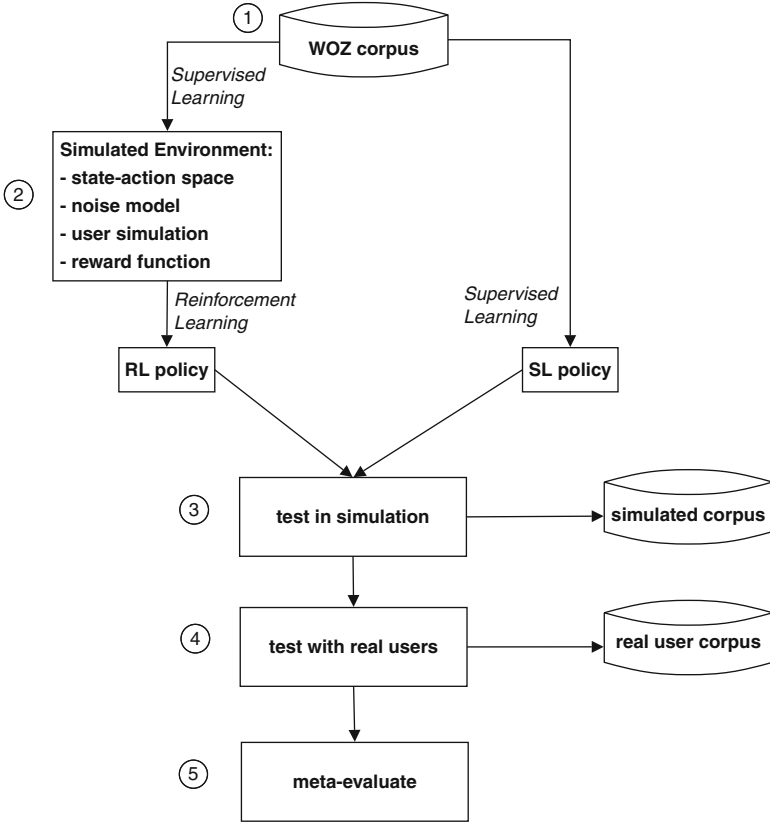 1
WOZ corpus
Supervised
Learning
Simulated Environment:
- state-action space
- noise model
- user simulation
- reward function
2
Reinforcement
Learning
Supervised
Learning
RL policy
SL policy
3
test in simulation
simulated corpus
4
test with real users
real user corpus
5
meta-evaluate